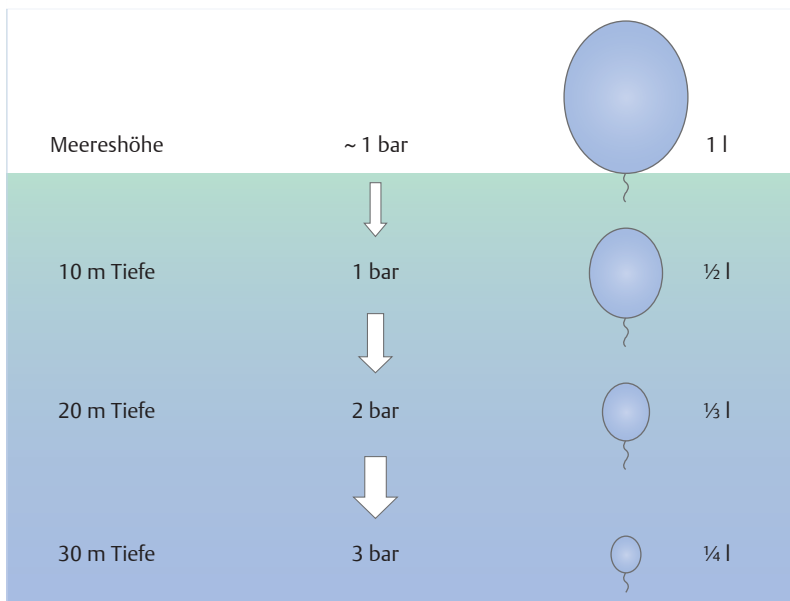 Meereshöhe ~ 1 bar 1 l
10 m Tiefe 1 bar ½ l
20 m Tiefe 2 bar ⅓ l
30 m Tiefe 3 bar ¼ l